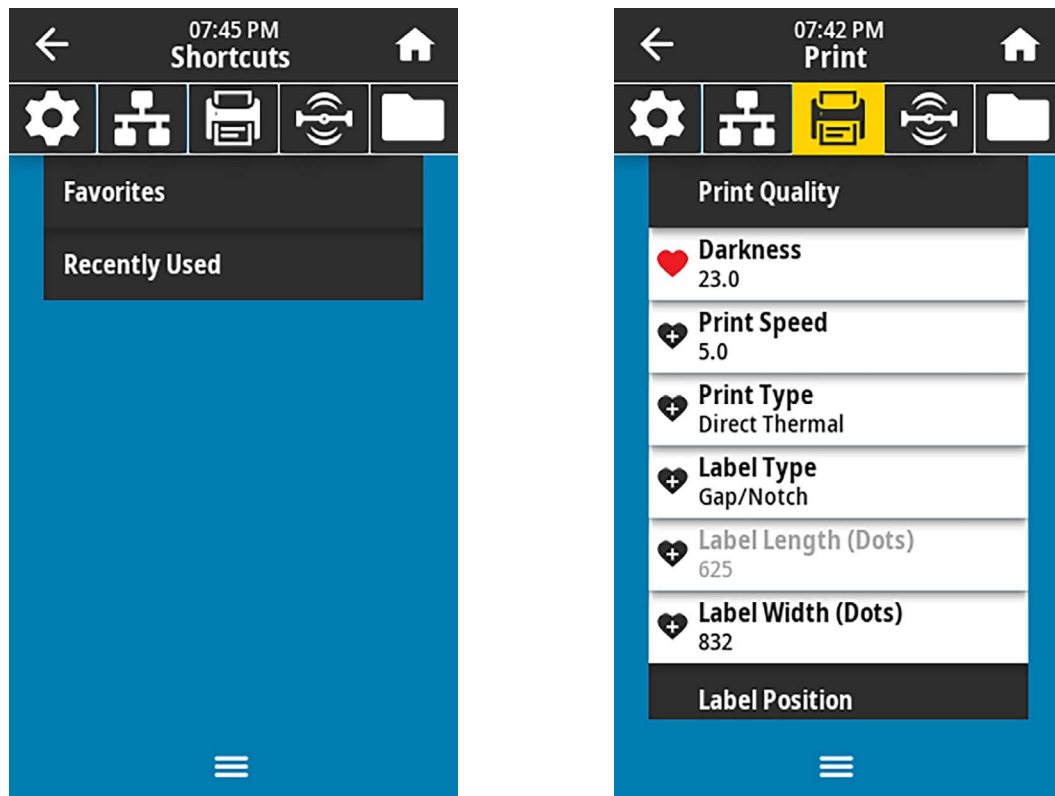 07:45 PM
Shortcuts
Favorites
Recently Used
07:42 PM
Print
Print Quality
Darkness
23.0
Print Speed
5.0
Print Type
Direct Thermal
Label Type
Gap/Notch
Label Length (Dots)
625
Label Width (Dots)
832
Label Position